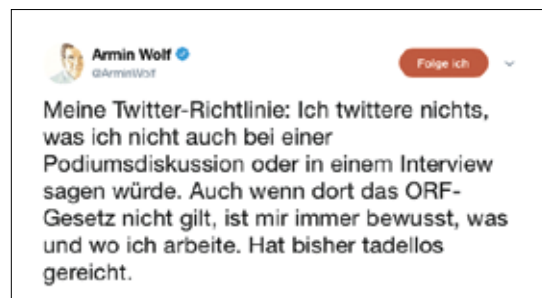 Armin Wolf
@ArminWolf
Folge ich
Meine Twitter-Richtlinie: Ich twittere nichts,
was ich nicht auch bei einer
Podiumsdiskussion oder in einem Interview
sagen würde. Auch wenn dort das ORF-
Gesetz nicht gilt, ist mir immer bewusst, was
und wo ich arbeite. Hat bisher tadellos
gereicht.